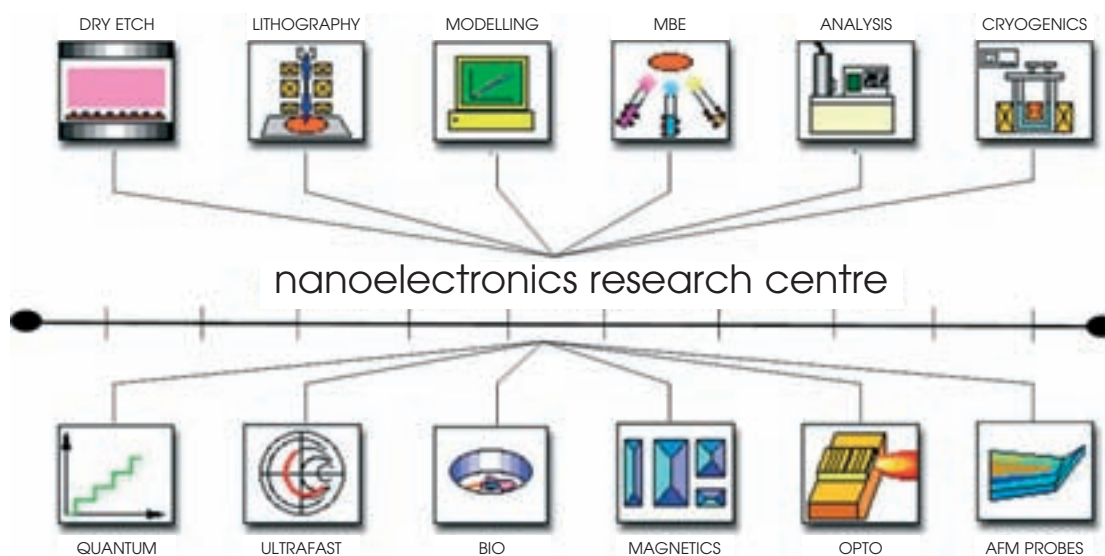 DRY ETCH
LITHOGRAPHY
MODELLING
MBE
ANALYSIS
CRYOGENICS
nanoelectronics research centre
QUANTUM
ULTRAFAST
BIO
MAGNETICS
OPTO
AFM PROBES